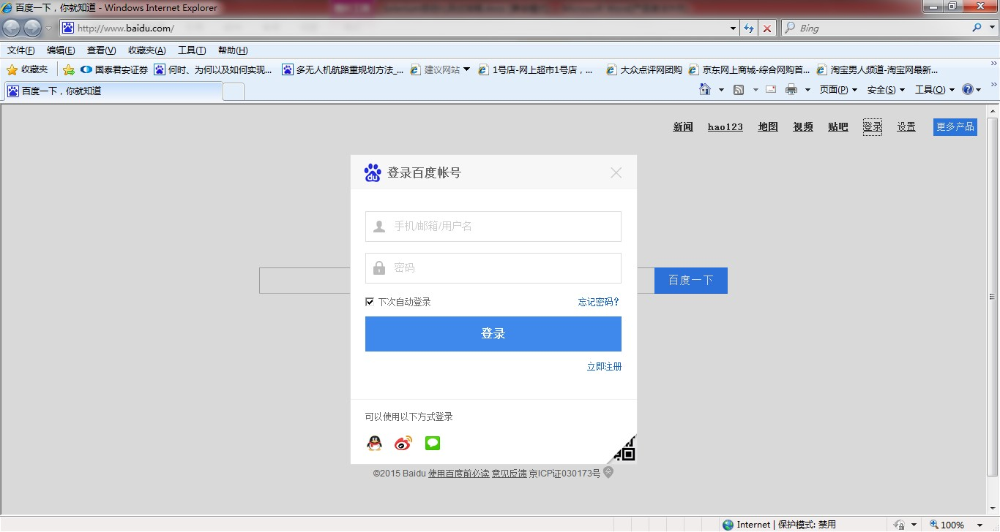 百度一下，你就知道 - Windows Internet Explorer
http://www.baidu.com/
Bing
文件(F) 编辑(E) 查看(V) 收藏夹(A) 工具(T) 帮助(H)
收藏夹 国泰君安证券 何时、为何以及如何实现... 多无人机航路重规划方法_... 建议网站 1号店-网上超市1号店，... 大众点评网团购 京东网上商城-综合网购首... 淘宝男人频道-淘宝网最新...
百度一下，你就知道 页面(P) 安全(S) 工具(O)
新闻 hao123 地图 视频 贴吧 登录 设置 更多产品
du 登录百度帐号
手机/邮箱/用户名
密码
百度一下
下次自动登录 忘记密码？
登录
立即注册
可以使用以下方式登录
©2015 Baidu 使用百度前必读 意见反馈 京ICP证030173号
Internet | 保护模式: 禁用 100%